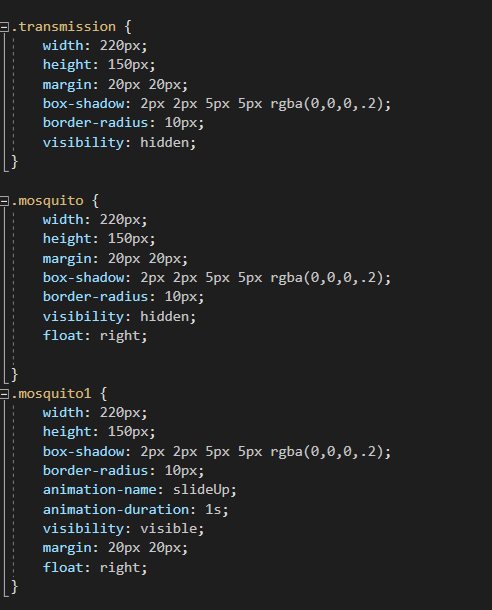 .transmission {
width: 220px;
height: 150px;
margin: 20px 20px;
box-shadow: 2px 2px 5px 5px rgba(0,0,0,.2);
border-radius: 10px;
visibility: hidden;
}
.mosquito {
width: 220px;
height: 150px;
margin: 20px 20px;
box-shadow: 2px 2px 5px 5px rgba(0,0,0,.2);
border-radius: 10px;
visibility: hidden;
float: right;
}
.mosquito1 {
width: 220px;
height: 150px;
box-shadow: 2px 2px 5px 5px rgba(0,0,0,.2);
border-radius: 10px;
animation-name: slideUp;
animation-duration: 1s;
visibility: visible;
margin: 20px 20px;
float: right;
}